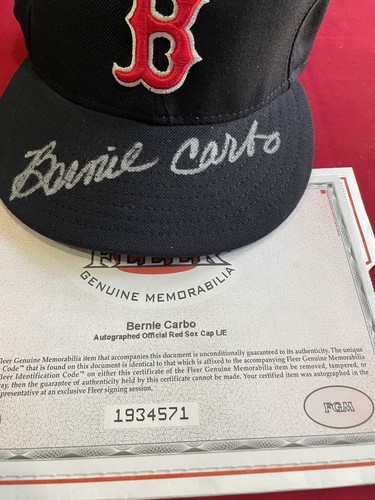 B
Bernie Carbo
FLEER
GENUINE MEMORABILIA
Bernie Carbo
Autographed Official Red Sox Cap L/E
Fleer Genuine Memorabilia item that accompanies this document is unconditionally guaranteed to its authenticity. The unique
Code™ that is found on this document is identical to that which is affixed to the accompanying Fleer Genuine Memorabilia
Fleer Identification Code™ on either this certificate of the Fleer Genuine Memorabilia item be removed, tampered, or
way, then the guarantee of authenticity held by this certificate cannot be made. Your certified item was autographed in the
representative at an exclusive Fleer signing session.
1934571
FGM